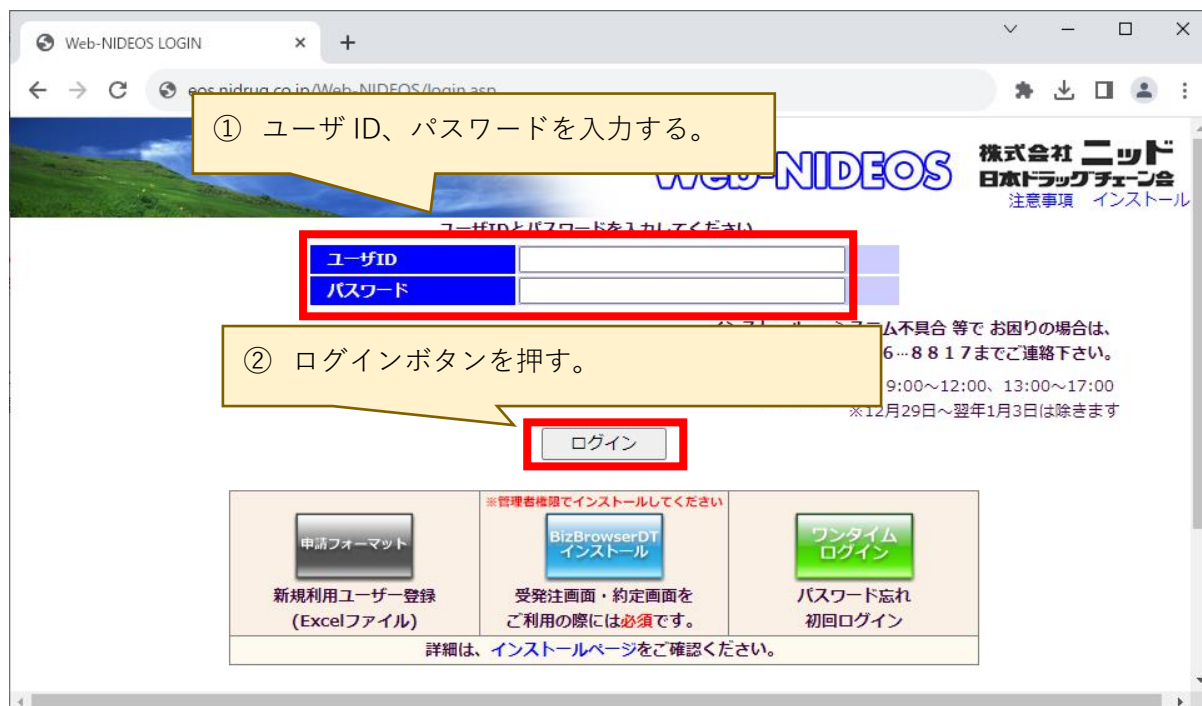 Web-NIDEOS LOGIN
eos.nidrug.co.jp/Web-NIDEOS/login.asp
① ユーザ ID、パスワードを入力する。
Web-NIDEOS
株式会社 ニッド
日本ドラッグチェーン会
注意事項 インストール
ユーザIDとパスワードを入力してください
ユーザID
パスワード
システム不具合 等で お困りの場合は、
② ログインボタンを押す。
6…8817までご連絡下さい。
9:00～12:00、13:00～17:00
※12月29日～翌年1月3日は除きます
ログイン
※管理者権限でインストールしてください
申請フォーマット
BizBrowserDT
インストール
ワンタイム
ログイン
新規利用ユーザー登録
(Excelファイル)
受発注画面・約定画面を
ご利用の際には必須です。
パスワード忘れ
初回ログイン
詳細は、インストールページをご確認ください。